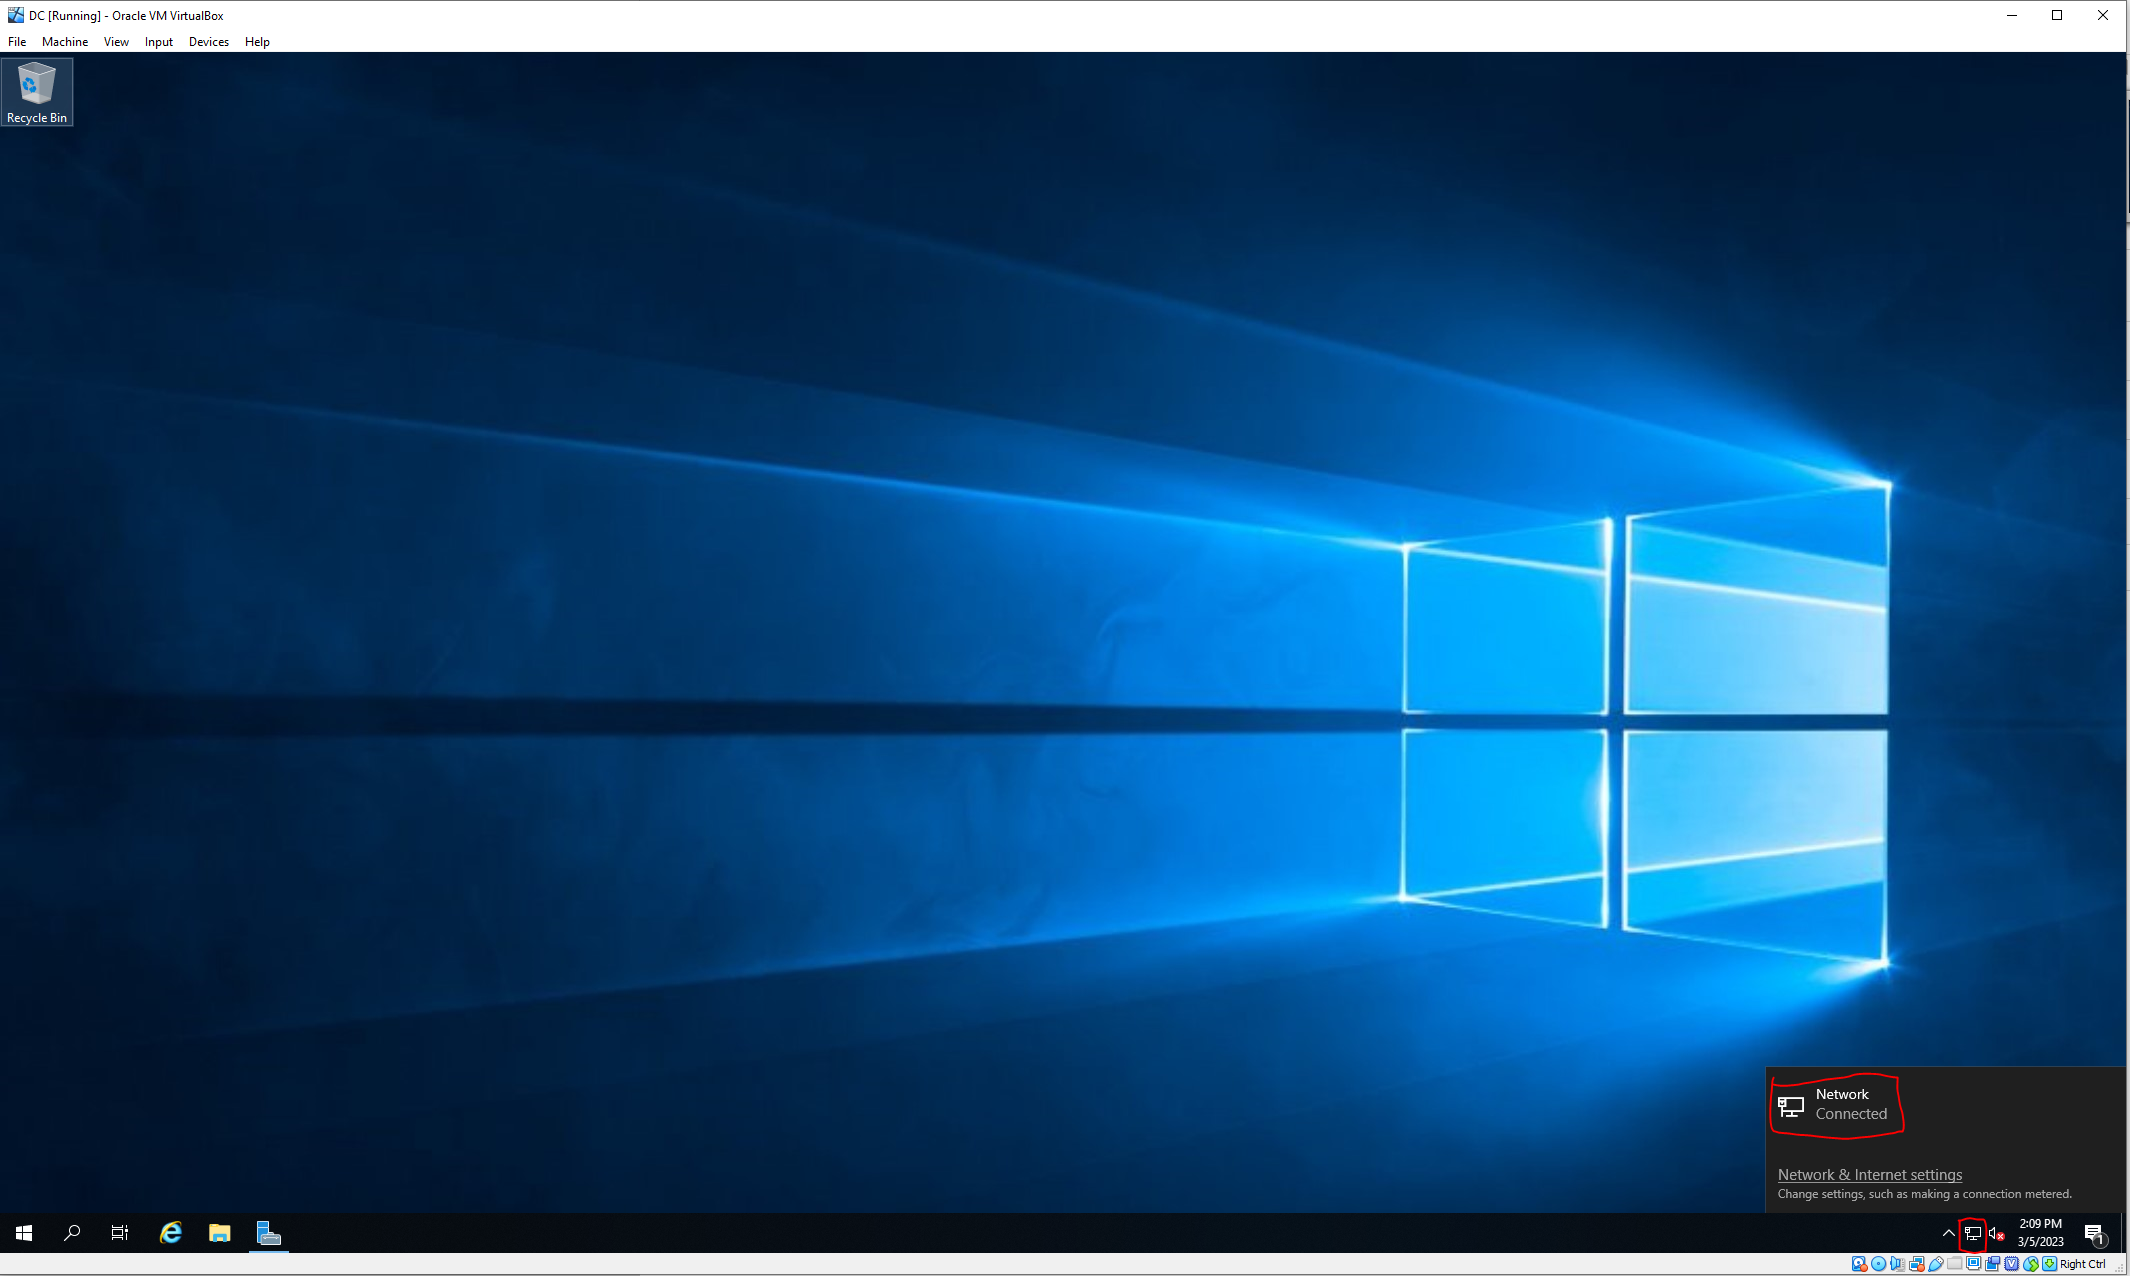 DC [Running] - Oracle VM VirtualBox
File Machine View Input Devices Help
Recycle Bin
Network
Connected
Network & Internet settings
Change settings, such as making a connection metered.
2:09 PM
3/5/2023
1
Right Ctrl